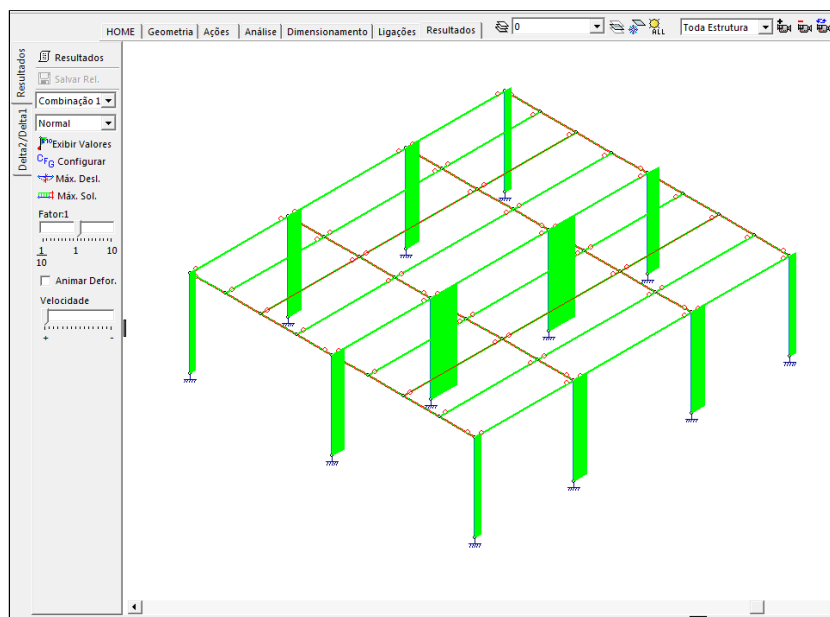 HOME Geometria Ações Análise Dimensionamento Ligações Resultados 0 ALL Toda Estrutura
Resultados
Delta2/Delta1
Resultados
Salvar Rel.
Combinação 1
Normal
Exibir Valores
CFG Configurar
Máx. Desl.
Máx. Sol.
Fator:1
1 1 10
10
Animar Defor.
Velocidade
+ -